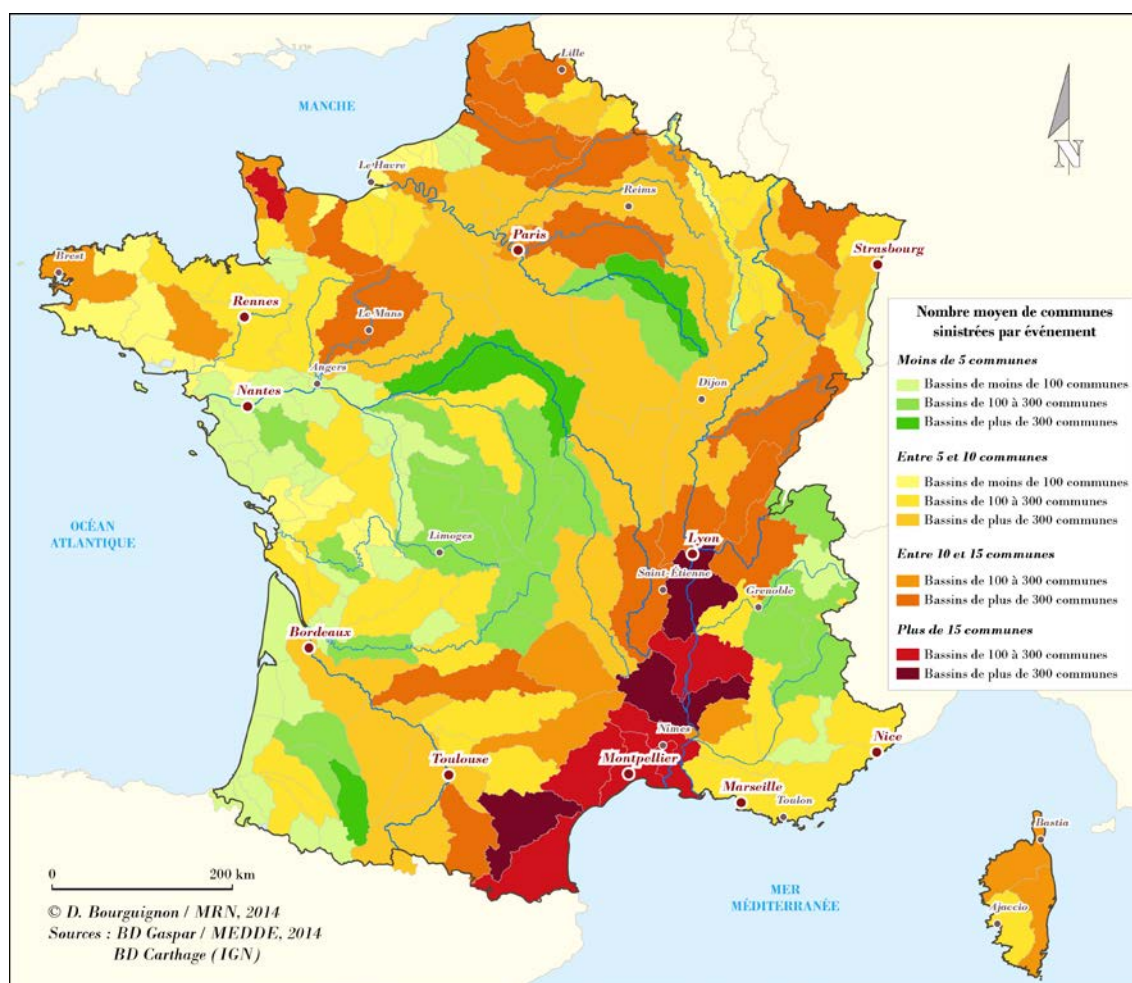 Lille
MANCHE
Le Havre
Reims
Paris
Strasbourg
Brest
Rennes
Le Mans
Angers
Nantes
Dijon
Nombre moyen de communes
sinistrées par événement
Moins de 5 communes
Bassins de moins de 100 communes
Bassins de 100 à 300 communes
Bassins de plus de 300 communes
Entre 5 et 10 communes
Bassins de moins de 100 communes
Bassins de 100 à 300 communes
Bassins de plus de 300 communes
Entre 10 et 15 communes
Bassins de 100 à 300 communes
Bassins de plus de 300 communes
Plus de 15 communes
Bassins de 100 à 300 communes
Bassins de plus de 300 communes
OCÉAN
ATLANTIQUE
Limoges
Lyon
Saint-Étienne
Grenoble
Bordeaux
Toulouse
Nîmes
Montpellier
Nice
Marseille
Toulon
Bastia
Ajaccio
MER
MÉDITERRANÉE
N
0
200 km
© D. Bourguignon / MRN, 2014
Sources : BD Gaspar / MEDDE, 2014
BD Carthage (IGN)